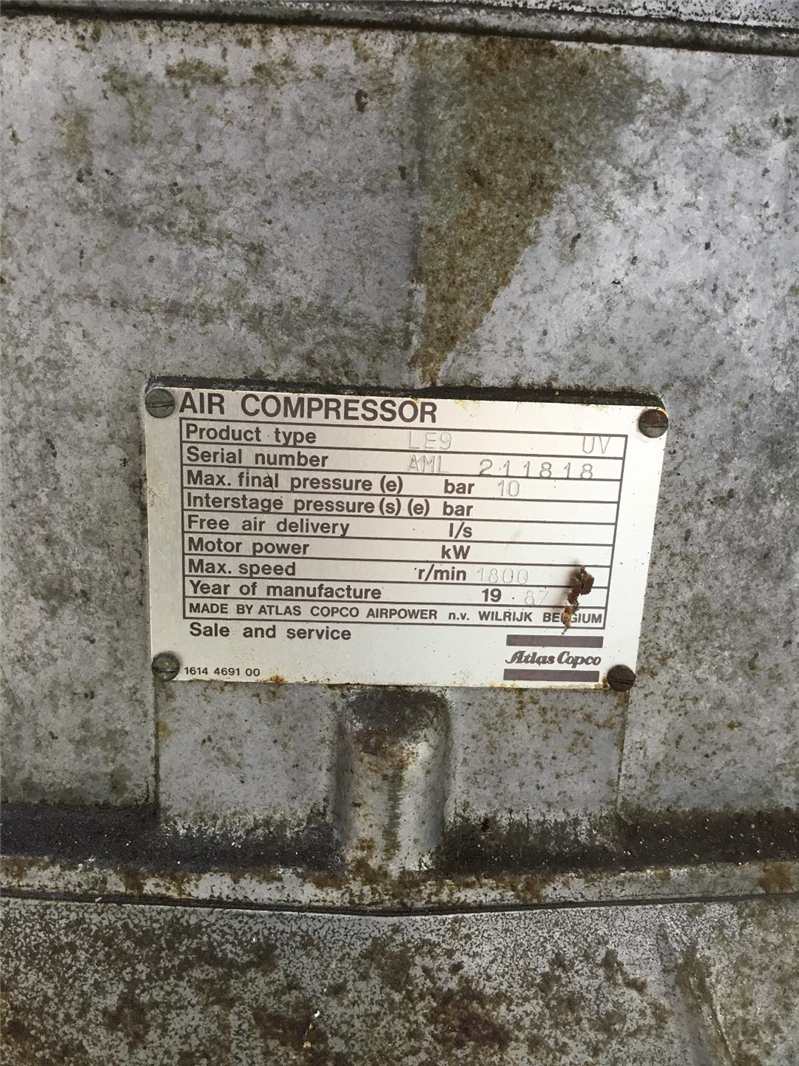 AIR COMPRESSOR
Product type LE9 UV
Serial number AML 211818
Max. final pressure (e) bar 10
Interstage pressure(s) (e) bar
Free air delivery l/s
Motor power kW
Max. speed r/min 1800
Year of manufacture 19 87
MADE BY ATLAS COPCO AIRPOWER n.v. WILRIJK BELGIUM
Sale and service
Atlas Copco
1614 4691 00